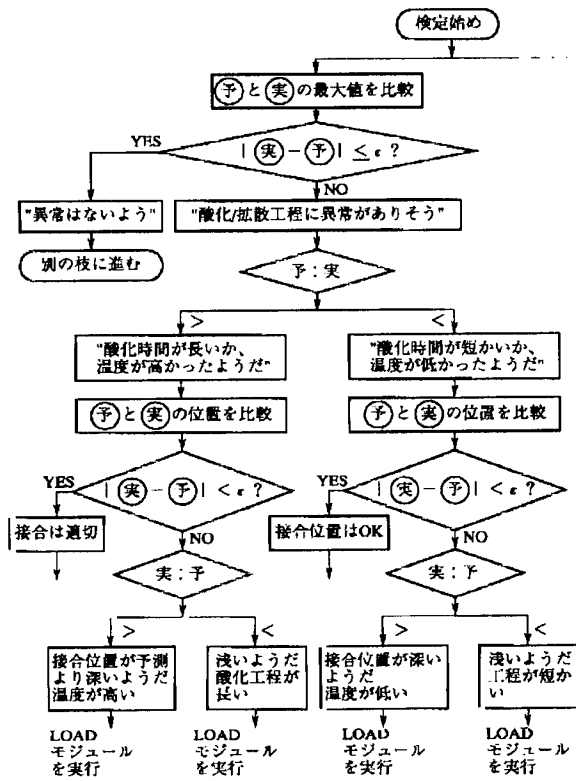 検定始め
予と実の最大値を比較
YES
|実－予|≦ε？
NO
"異常はないよう"
"酸化/拡散工程に異常がありそう"
別の枝に進む
予：実
>
<
"酸化時間が長いか、
温度が高かったようだ"
"酸化時間が短かいか、
温度が低かったようだ"
予と実の位置を比較
予と実の位置を比較
YES
|実－予|<ε？
YES
|実－予|<ε？
接合は適切
NO
接合位置はOK
NO
実：予
実：予
>
<
>
<
接合位置が予測
より深いようだ
温度が高い
浅いようだ
酸化工程が
長い
接合位置が深い
ようだ
温度が低い
浅いようだ
工程が短か
い
LOAD
モジュール
を実行
LOAD
モジュール
を実行
LOAD
モジュール
を実行
LOAD
モジュール
を実行